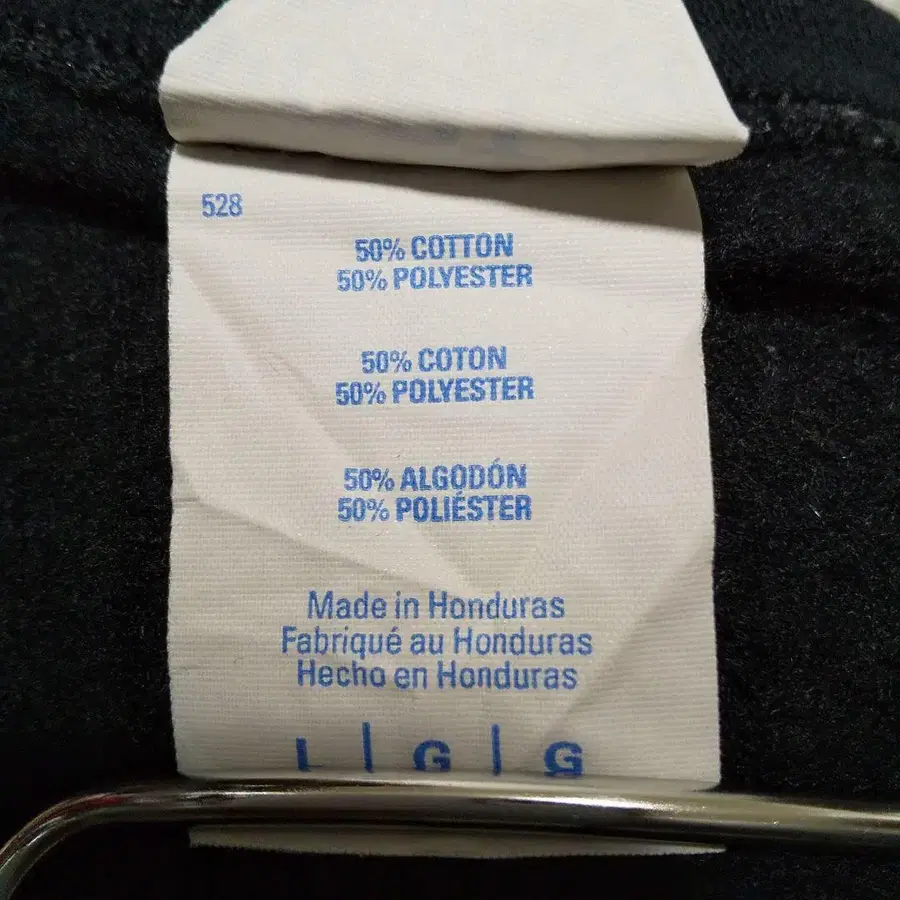 528
50% COTTON
50% POLYESTER
50% COTON
50% POLYESTER
50% ALGODÓN
50% POLIÉSTER
Made in Honduras
Fabriqué au Honduras
Hecho en Honduras
L | G | G